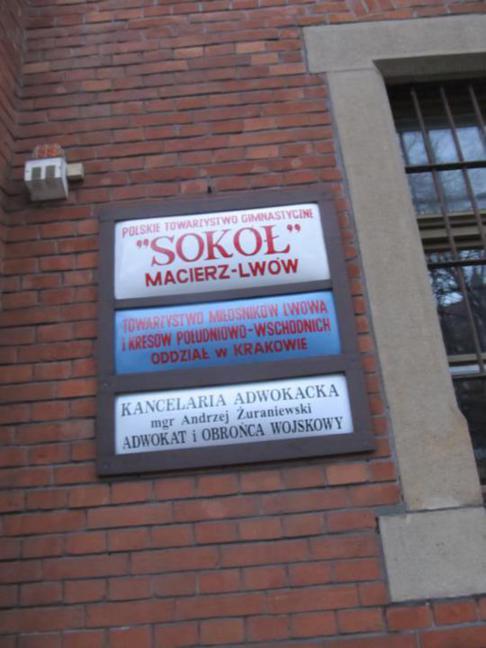 POLSKIE TOWARZYSTWO GIMNASTYCZNE
"SOKÓŁ"
MACIERZ-LWÓW
TOWARZYSTWO MIŁOŚNIKÓW LWOWA
I KRESÓW POŁUDNIOWO-WSCHODNICH
ODDZIAŁ W KRAKOWIE
KANCELARIA ADWOKACKA
mgr Andrzej Żuraniewski
ADWOKAT i OBROŃCA WOJSKOWY